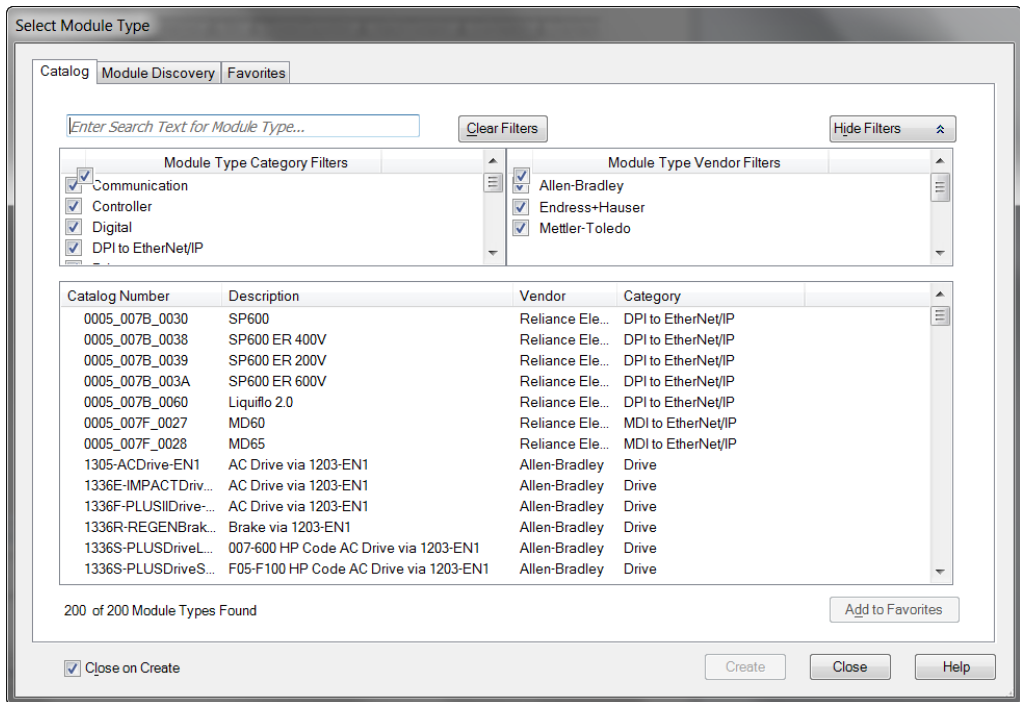 Select Module Type
Catalog Module Discovery Favorites
Enter Search Text for Module Type... Clear Filters Hide Filters
Module Type Category Filters Module Type Vendor Filters
Communication Allen-Bradley
Controller Endress+Hauser
Digital Mettler-Toledo
DPI to EtherNet/IP
Catalog Number Description Vendor Category
0005_007B_0030 SP600 Reliance Ele... DPI to EtherNet/IP
0005_007B_0038 SP600 ER 400V Reliance Ele... DPI to EtherNet/IP
0005_007B_0039 SP600 ER 200V Reliance Ele... DPI to EtherNet/IP
0005_007B_003A SP600 ER 600V Reliance Ele... DPI to EtherNet/IP
0005_007B_0060 Liquiflo 2.0 Reliance Ele... DPI to EtherNet/IP
0005_007F_0027 MD60 Reliance Ele... MDI to EtherNet/IP
0005_007F_0028 MD65 Reliance Ele... MDI to EtherNet/IP
1305-ACDrive-EN1 AC Drive via 1203-EN1 Allen-Bradley Drive
1336E-IMPACTDriv... AC Drive via 1203-EN1 Allen-Bradley Drive
1336F-PLUSIIDrive-... AC Drive via 1203-EN1 Allen-Bradley Drive
1336R-REGENBrak... Brake via 1203-EN1 Allen-Bradley Drive
1336S-PLUSDriveL... 007-600 HP Code AC Drive via 1203-EN1 Allen-Bradley Drive
1336S-PLUSDriveS... F05-F100 HP Code AC Drive via 1203-EN1 Allen-Bradley Drive
200 of 200 Module Types Found Add to Favorites
Close on Create Create Close Help